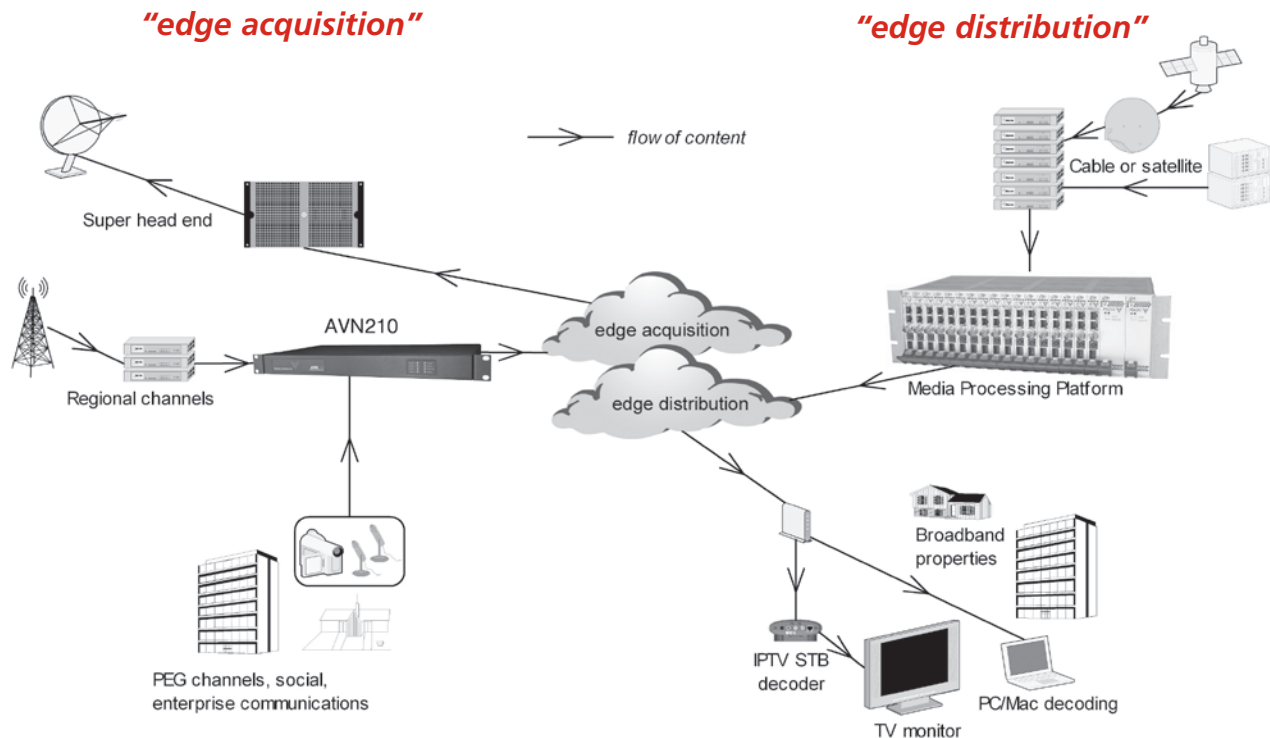 “edge acquisition”
“edge distribution”
flow of content
Cable or satellite
Super head end
AVN210
edge acquisition
Regional channels
edge distribution
Media Processing Platform
Broadband
properties
IPTV STB
decoder
PEG channels, social,
enterprise communications
PC/Mac decoding
TV monitor